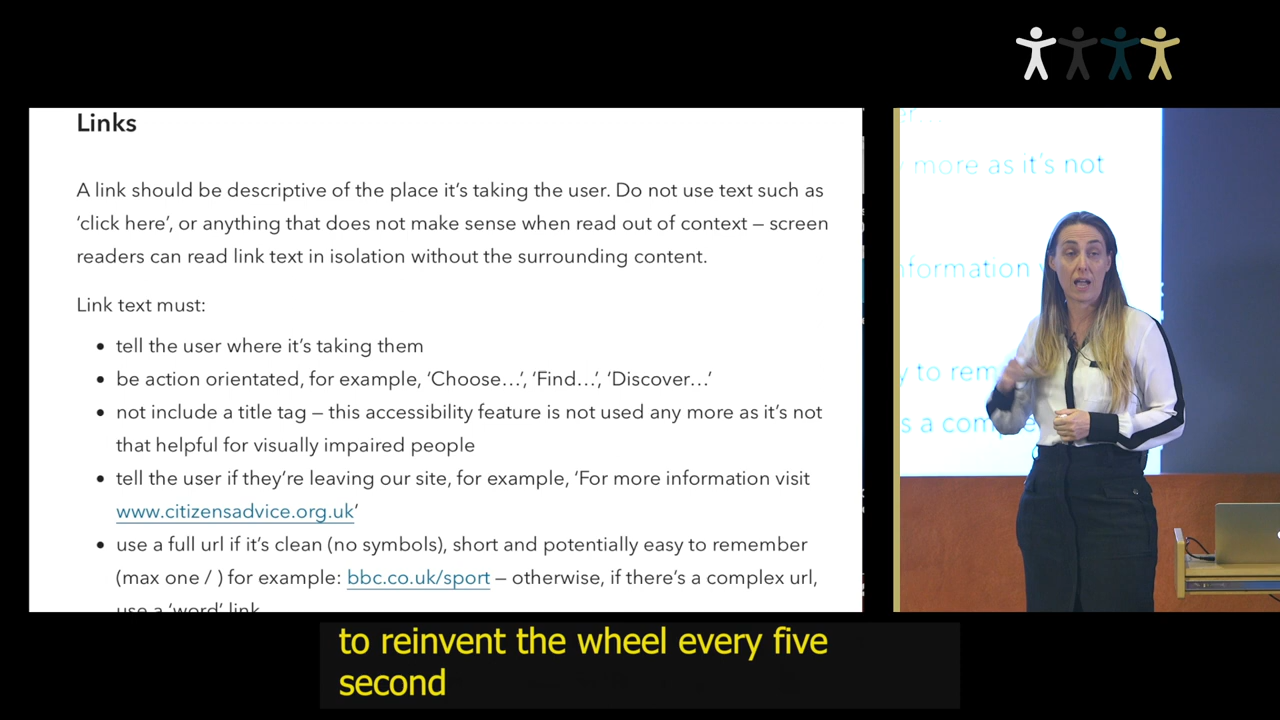 Links
A link should be descriptive of the place it's taking the user. Do not use text such as
‘click here’, or anything that does not make sense when read out of context – screen
readers can read link text in isolation without the surrounding content.
Link text must:
• tell the user where it's taking them
• be action orientated, for example, ‘Choose…’, ‘Find…’, ‘Discover…’
• not include a title tag – this accessibility feature is not used any more as it's not
that helpful for visually impaired people
• tell the user if they're leaving our site, for example, ‘For more information visit
www.citizensadvice.org.uk’
• use a full url if it's clean (no symbols), short and potentially easy to remember
(max one / ) for example: bbc.co.uk/sport – otherwise, if there's a complex url,
use a ‘word’ link
more as it's not
to rem
s a comple
to reinvent the wheel every five
second